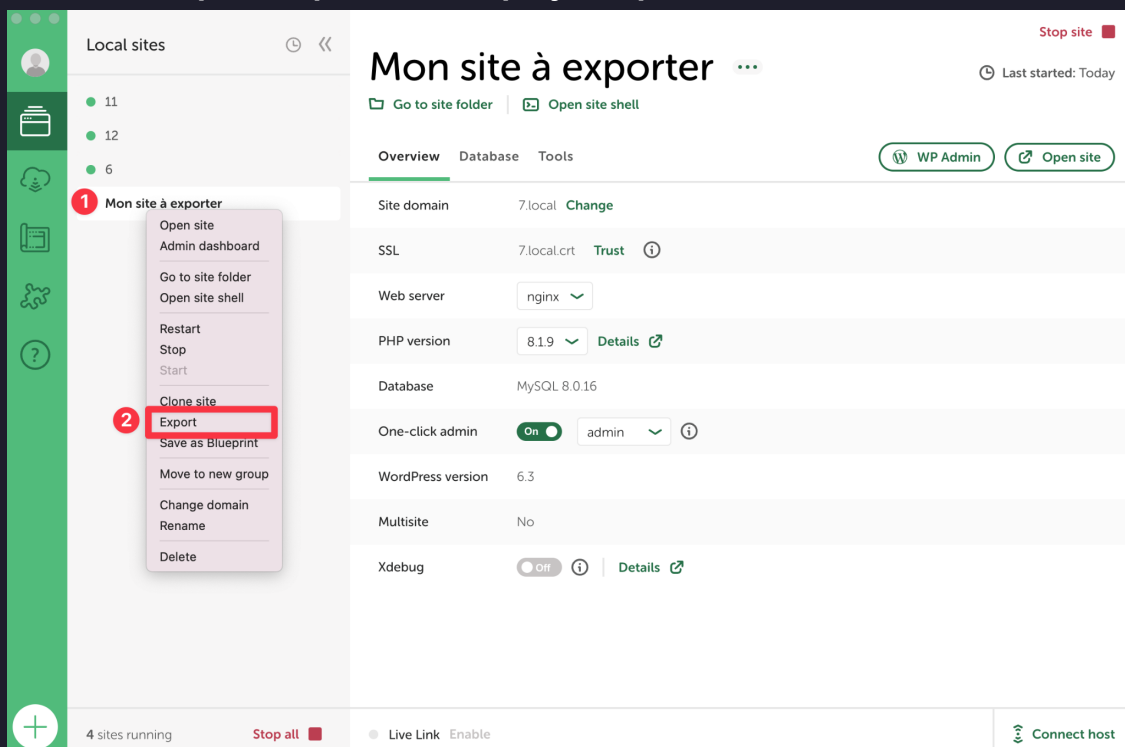 Local sites
11
12
6
1 Mon site à exporter
Open site
Admin dashboard
Go to site folder
Open site shell
Restart
Stop
Start
Clone site
2 Export
Save as Blueprint
Move to new group
Change domain
Rename
Delete
4 sites running Stop all
Stop site
Mon site à exporter ...
Last started: Today
Go to site folder Open site shell
Overview Database Tools
WP Admin Open site
Site domain 7.local Change
SSL 7.local.crt Trust
Web server nginx
PHP version 8.1.9 Details
Database MySQL 8.0.16
One-click admin On admin
WordPress version 6.3
Multisite No
Xdebug Off Details
Live Link Enable
Connect host